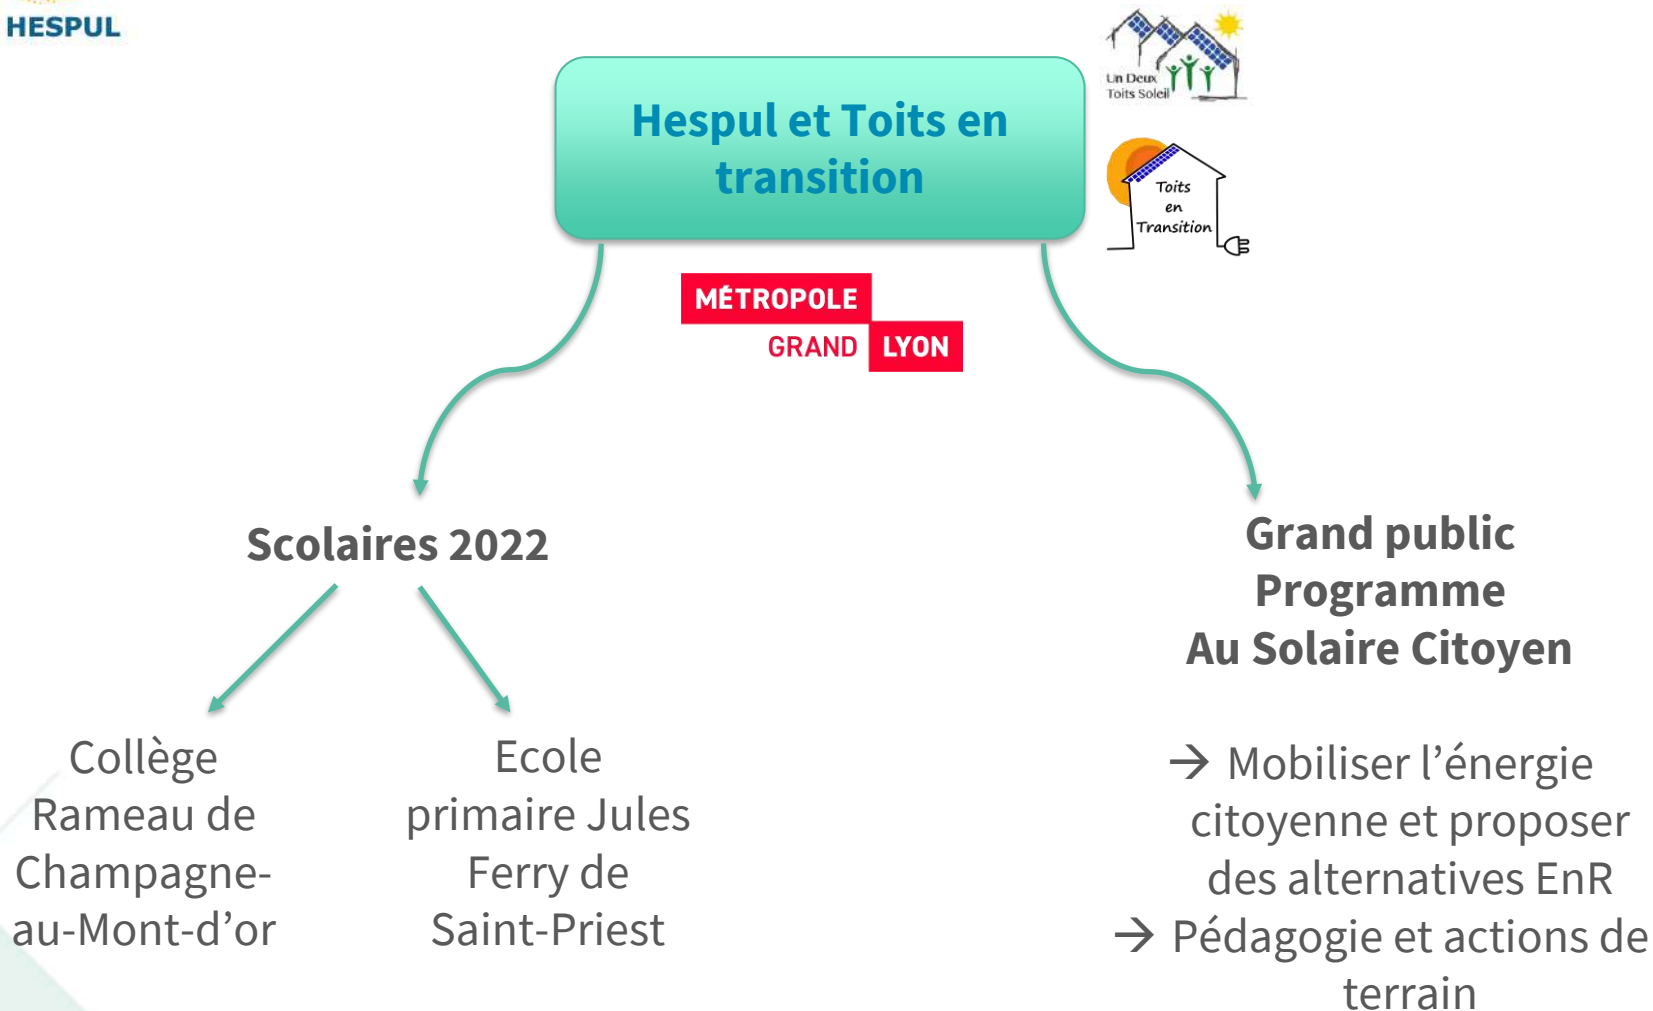 HESPUL
Un Deux
Toits Soleil
Hespul et Toits en
transition
Toits
en
Transition
MÉTROPOLE
GRAND LYON
Scolaires 2022
Collège
Rameau de
Champagne-
au-Mont-d’or
Ecole
primaire Jules
Ferry de
Saint-Priest
Grand public
Programme
Au Solaire Citoyen
→ Mobiliser l’énergie
citoyenne et proposer
des alternatives EnR
→ Pédagogie et actions de
terrain